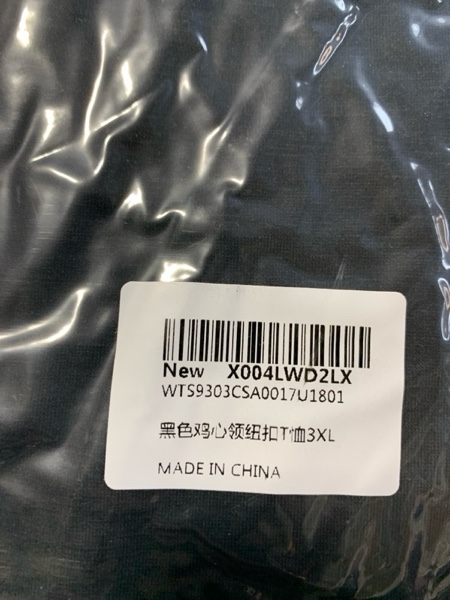 New X004LWD2LX
WTS9303CSA0017U1801
黑色鸡心领纽扣T恤3XL
MADE IN CHINA